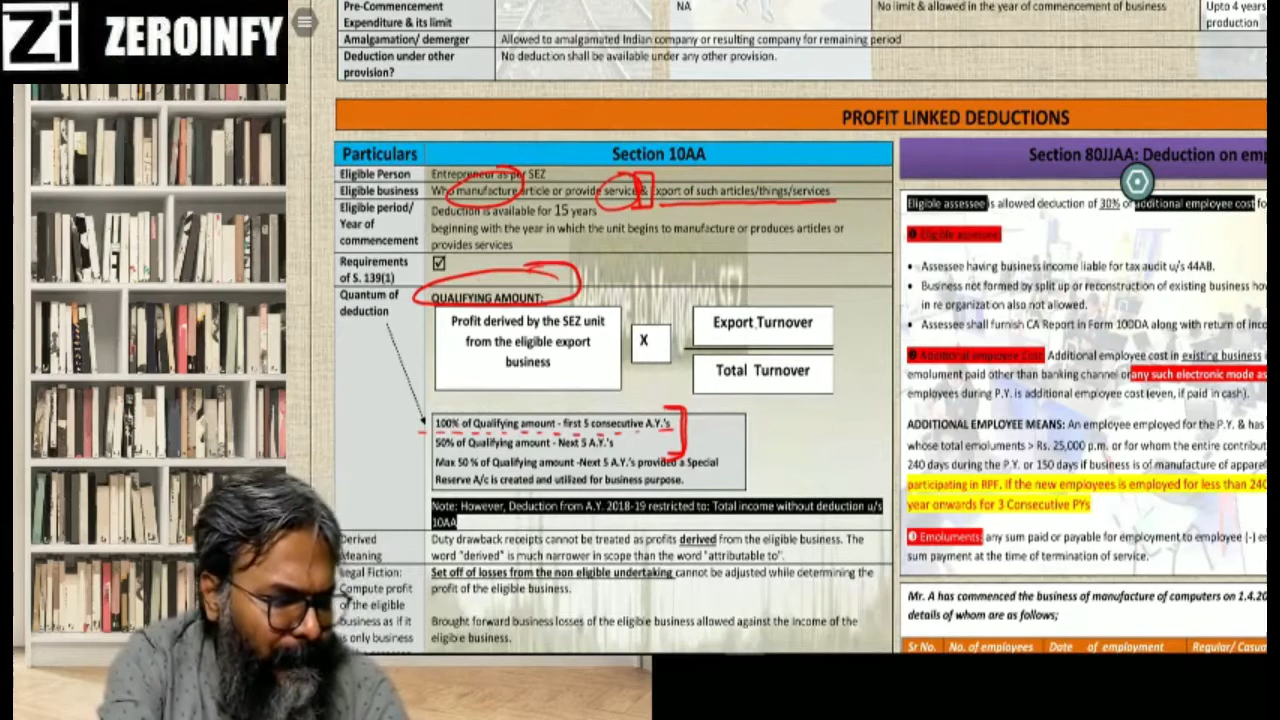 ZEROINFY
Pre-Commencement
Expenditure & its limit
NA
No limit & allowed in the year of commencement of business
Upto 4 years
production
Amalgamation/ demerger
Allowed to amalgamated Indian company or resulting company for remaining period
Deduction under other
provision?
No deduction shall be available under any other provision.
PROFIT LINKED DEDUCTIONS
Particulars
Section 10AA
Eligible Person
Entrepreneur as per SEZ
Eligible business
Who manufacture article or provide service & export of such articles/things/services
Eligible period/
Year of
commencement
Deduction is available for 15 years
beginning with the year in which the unit begins to manufacture or produces articles or
provides services
Requirements
of S. 139(1)
Quantum of
deduction
QUALIFYING AMOUNT:
Profit derived by the SEZ unit
from the eligible export
business
X
Export Turnover
Total Turnover
100% of Qualifying amount - first 5 consecutive A.Y.'s
50% of Qualifying amount - Next 5 A.Y.'s
Max 50 % of Qualifying amount -Next 5 A.Y.'s provided a Special
Reserve A/c is created and utilized for business purpose.
Note: However, Deduction from A.Y. 2018-19 restricted to: Total income without deduction u/s
10AA
Derived
Meaning
Duty drawback receipts cannot be treated as profits derived from the eligible business. The
word "derived" is much narrower in scope than the word "attributable to".
Legal Fiction:
Compute profit
of the eligible
business as if it
is only business
Set off of losses from the non eligible undertaking cannot be adjusted while determining the
profit of the eligible business.
Brought forward business losses of the eligible business allowed against the income of the
eligible business.
Section 80JJAA: Deduction on emp
Eligible assessee is allowed deduction of 30% of additional employee cost fo
❶ Eligible assessee:
• Assessee having business income liable for tax audit u/s 44AB.
• Business not formed by split up or reconstruction of existing business ho
in re organization also not allowed.
• Assessee shall furnish CA Report in Form 10DDA along with return of inco
❷ Additional employee Cost: Additional employee cost in existing business
emolument paid other than banking channel or any such electronic mode as
employees during P.Y. is additional employee cost (even, if paid in cash).
ADDITIONAL EMPLOYEE MEANS: An employee employed for the P.Y. & has
whose total emoluments > Rs. 25,000 p.m. or for whom the entire contribut
240 days during the P.Y. or 150 days if business is of manufacture of appare
participating in RPF. If the new employees is employed for less than 240
year onwards for 3 Consecutive PYs
❸ Emoluments: any sum paid or payable for employment to employee (-) e
sum payment at the time of termination of service.
Mr. A has commenced the business of manufacture of computers on 1.4.20
details of whom are as follows;
Sr No.
No. of employees
Date of employment
Regular/ Casua